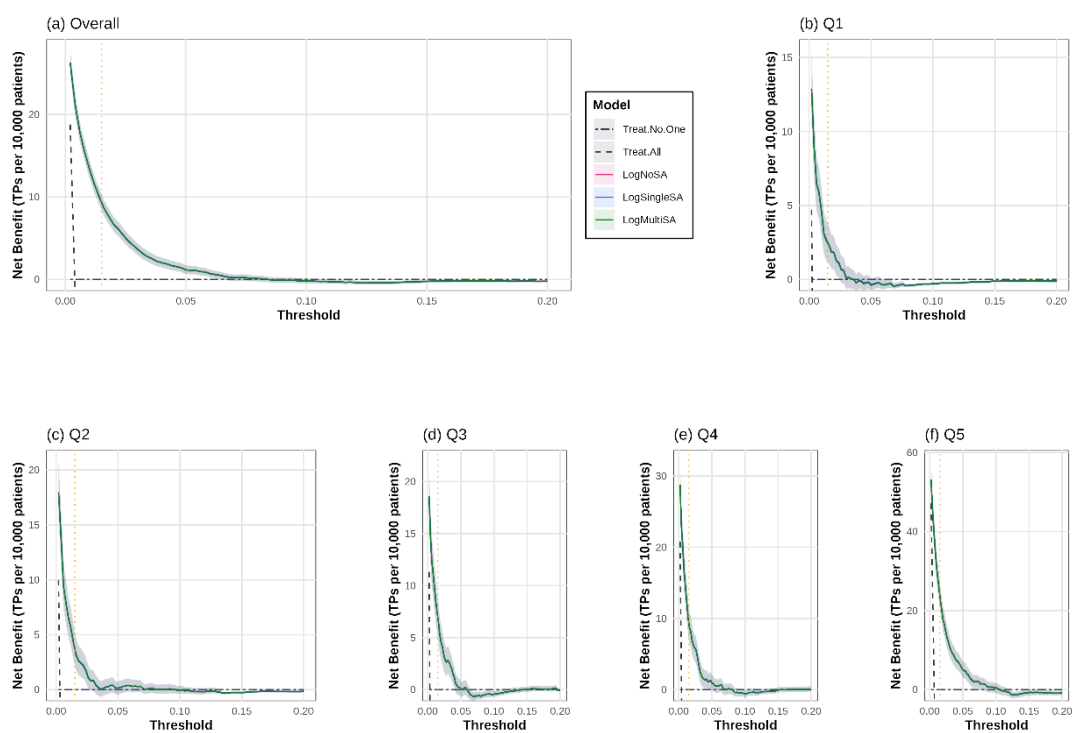 (a) Overall
Net Benefit (TPs per 10,000 patients)
20
10
0
0.00 0.05 0.10 0.15 0.20
Threshold
Model
Treat.No.One
Treat.All
LogNoSA
LogSingleSA
LogMultiSA
(b) Q1
Net Benefit (TPs per 10,000 patients)
15
10
5
0
0.00 0.05 0.10 0.15 0.20
Threshold
(c) Q2
Net Benefit (TPs per 10,000 patients)
20
15
10
5
0
0.00 0.05 0.10 0.15 0.20
Threshold
(d) Q3
Net Benefit (TPs per 10,000 patients)
20
15
10
5
0
0.00 0.05 0.10 0.15 0.20
Threshold
(e) Q4
Net Benefit (TPs per 10,000 patients)
30
20
10
0
0.00 0.05 0.10 0.15 0.20
Threshold
(f) Q5
Net Benefit (TPs per 10,000 patients)
60
40
20
0
0.00 0.05 0.10 0.15 0.20
Threshold